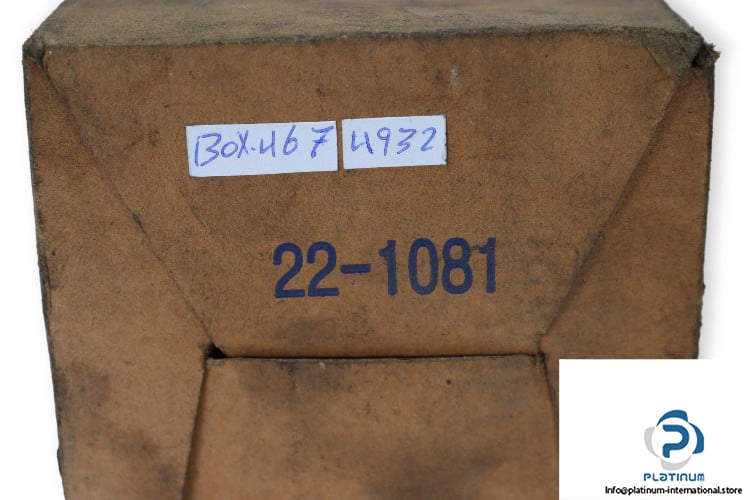 BOX.467 4932
22-1081
PLATINUM
Info@platinum-international.store